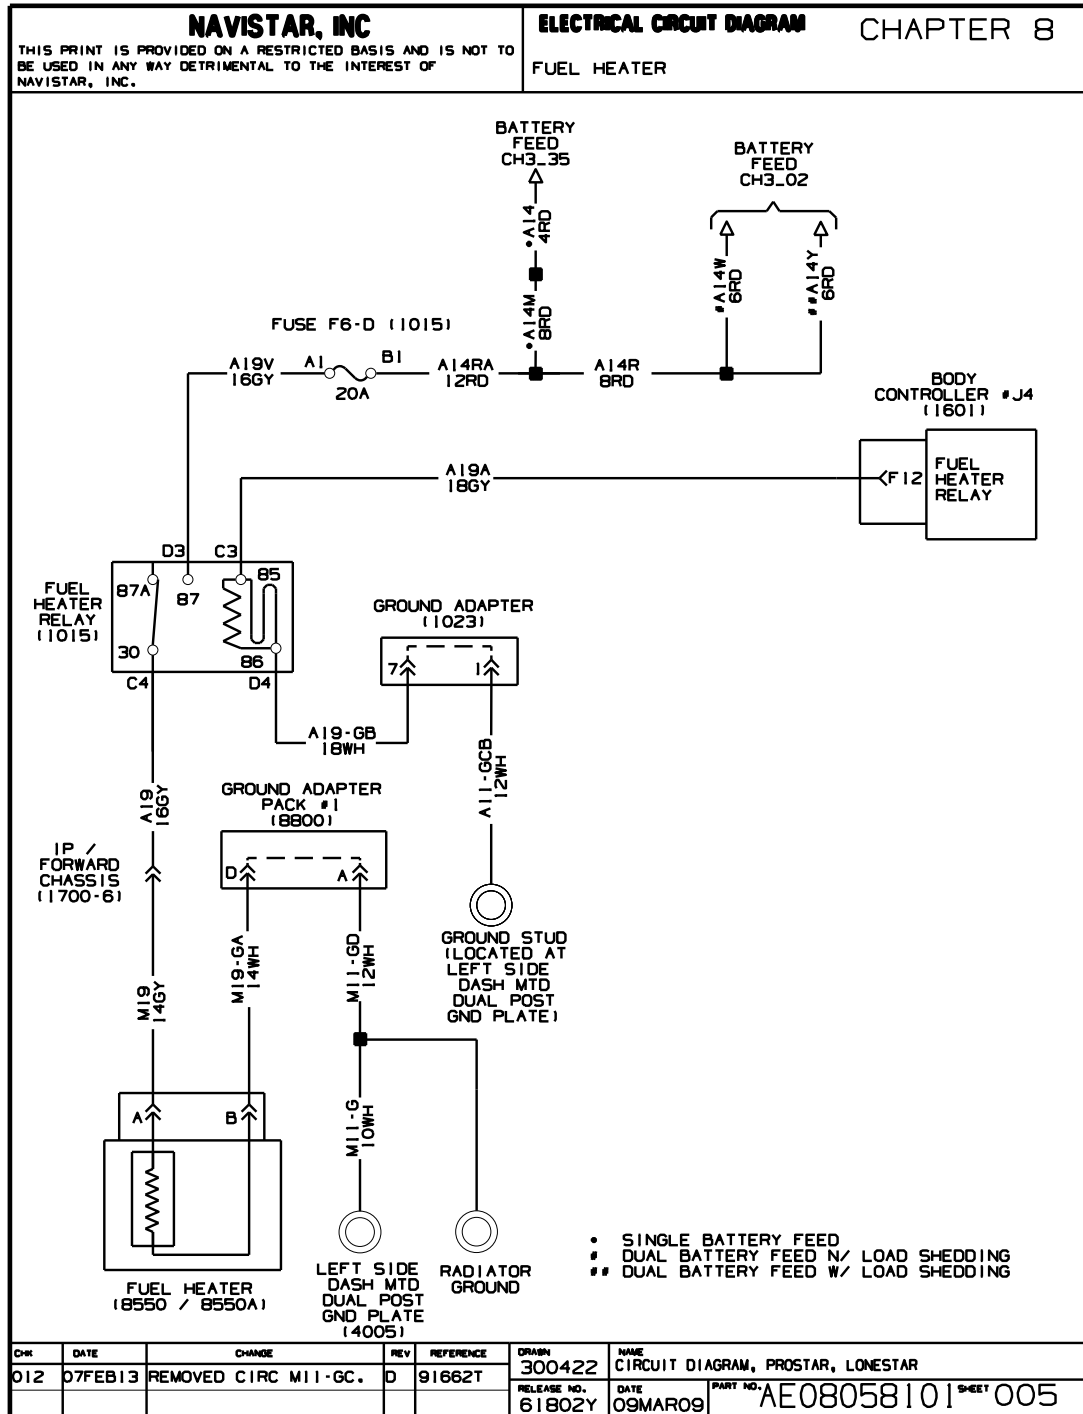 NAVISTAR, INC
THIS PRINT IS PROVIDED ON A RESTRICTED BASIS AND IS NOT TO
BE USED IN ANY WAY DETRIMENTAL TO THE INTEREST OF
NAVISTAR, INC.
ELECTRICAL CIRCUIT DIAGRAM
CHAPTER 8
FUEL HEATER
BATTERY
FEED
CH3_35
BATTERY
FEED
CH3_02
•A14
4RD
•A14M
8RD
#A14W
6RD
##A14Y
6RD
FUSE F6-D (1015)
A19V
16GY
A1
B1
20A
A14RA
12RD
A14R
8RD
BODY
CONTROLLER #J4
(1601)
F12
FUEL
HEATER
RELAY
A19A
18GY
D3
C3
FUEL
HEATER
RELAY
(1015)
87A
87
85
30
86
C4
D4
GROUND ADAPTER
(1023)
7
1
A19-GB
18WH
A11-GCB
12WH
A19
16GY
GROUND ADAPTER
PACK #1
(8800)
D
A
IP /
FORWARD
CHASSIS
(1700-6)
GROUND STUD
(LOCATED AT
LEFT SIDE
DASH MTD
DUAL POST
GND PLATE)
M19
14GY
M19-GA
14WH
M11-GD
12WH
M11-G
10WH
A
B
FUEL HEATER
(8550 / 8550A)
LEFT SIDE
DASH MTD
DUAL POST
GND PLATE
(4005)
RADIATOR
GROUND
• SINGLE BATTERY FEED
# DUAL BATTERY FEED N/ LOAD SHEDDING
## DUAL BATTERY FEED W/ LOAD SHEDDING
CHK DATE CHANGE REV REFERENCE
012 07FEB13 REMOVED CIRC M11-GC. D 91662T
DRAWN
300422
NAME
CIRCUIT DIAGRAM, PROSTAR, LONESTAR
RELEASE NO.
61802Y
DATE
09MAR09
PART NO. AE08058101 SHEET 005